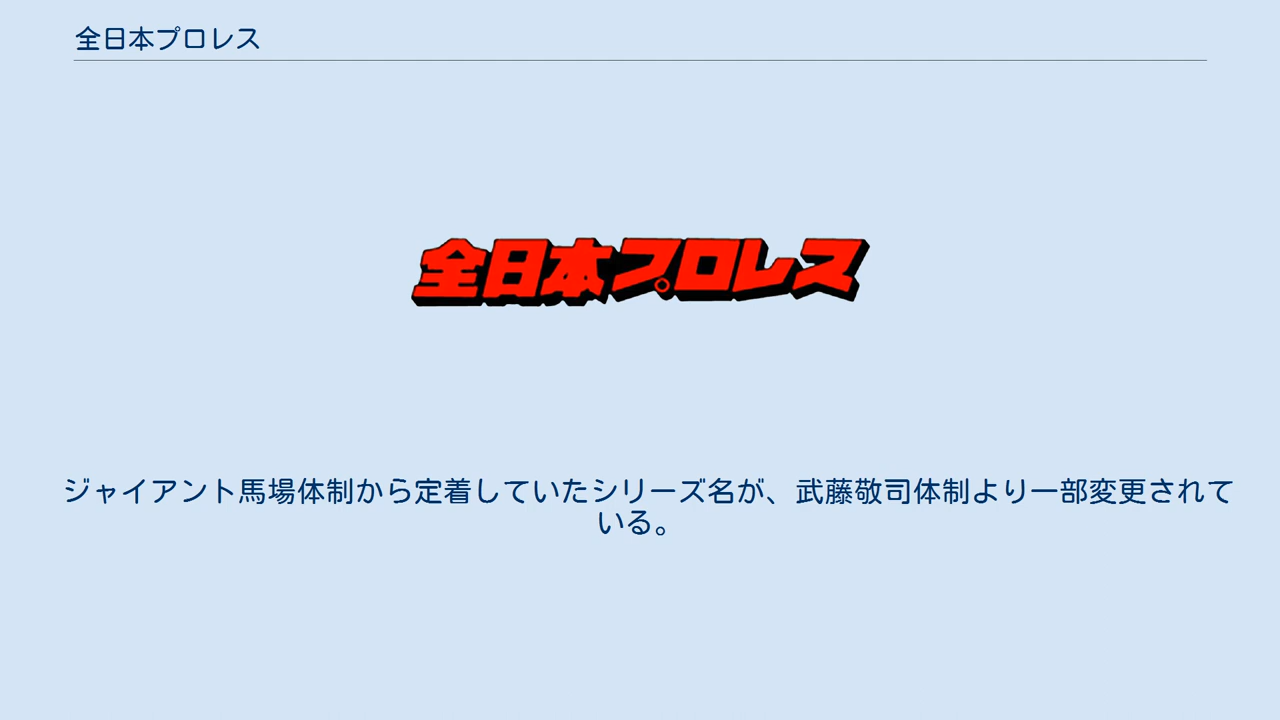 全日本プロレス
全日本プロレス
ジャイアント馬場体制から定着していたシリーズ名が、武藤敬司体制より一部変更されて
いる。